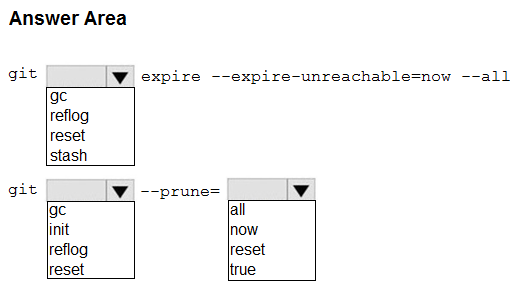 Answer Area
git expire --expire-unreachable=now --all
gc
reflog
reset
stash
git --prune=
gc
init
reflog
reset
all
now
reset
true